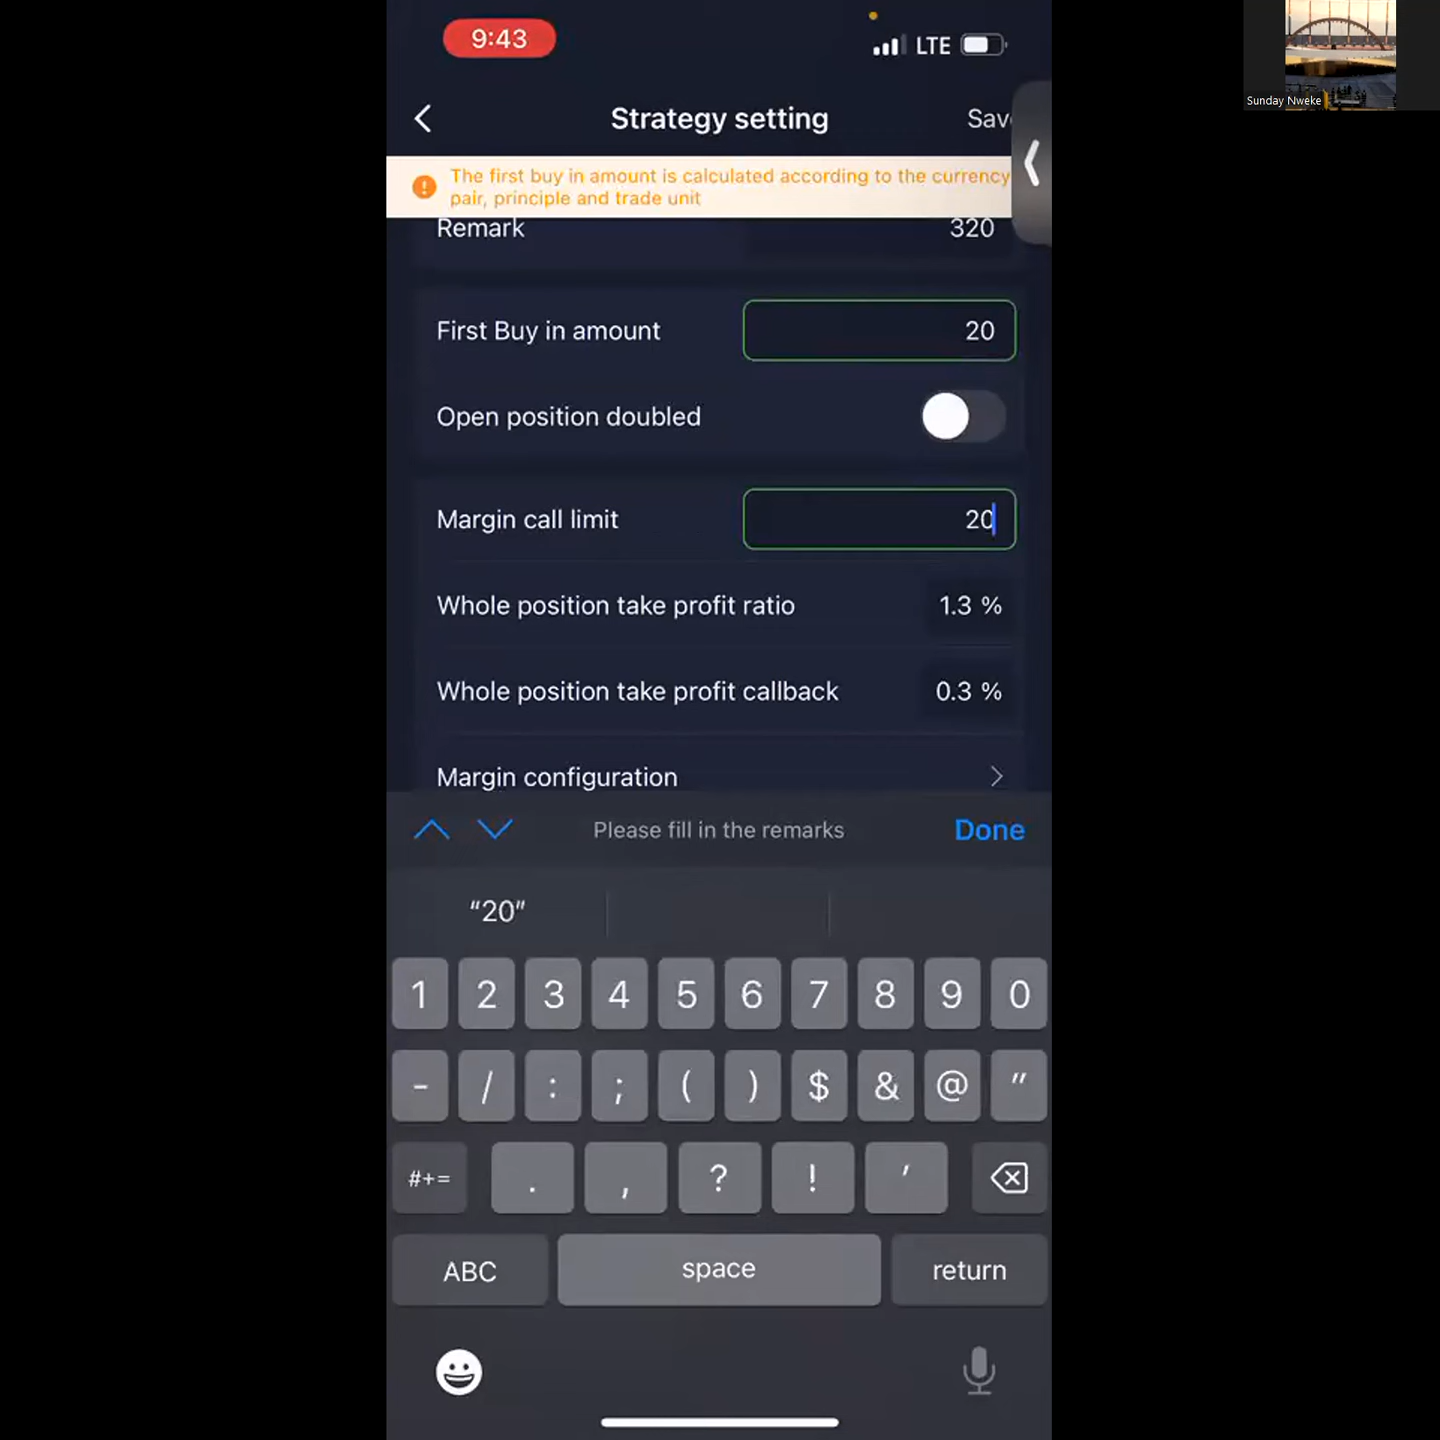 9:43
LTE
Sunday Nweke
Strategy setting
Sav
The first buy in amount is calculated according to the currency
pair, principle and trade unit
Remark 320
First Buy in amount 20
Open position doubled
Margin call limit 20
Whole position take profit ratio 1.3 %
Whole position take profit callback 0.3 %
Margin configuration
Please fill in the remarks Done
“20”
1 2 3 4 5 6 7 8 9 0
- / : ; ( ) $ & @ "
#+= . , ? ! '
ABC space return